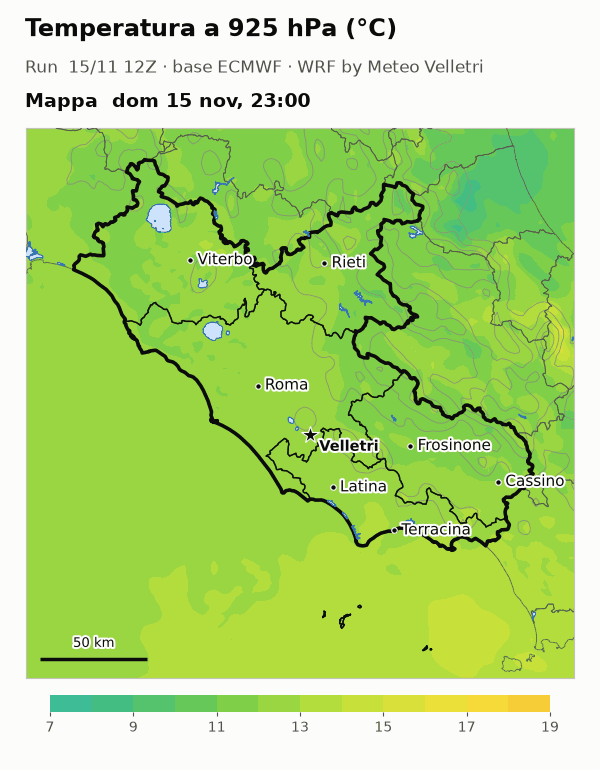 Temperatura a 925 hPa (°C)
Run  15/11 12Z · base ECMWF · WRF by Meteo Velletri
Mappa  dom 15 nov, 23:00
Viterbo
Rieti
Roma
Velletri
Frosinone
Cassino
Latina
Terracina
50 km
7 9 11 13 15 17 19